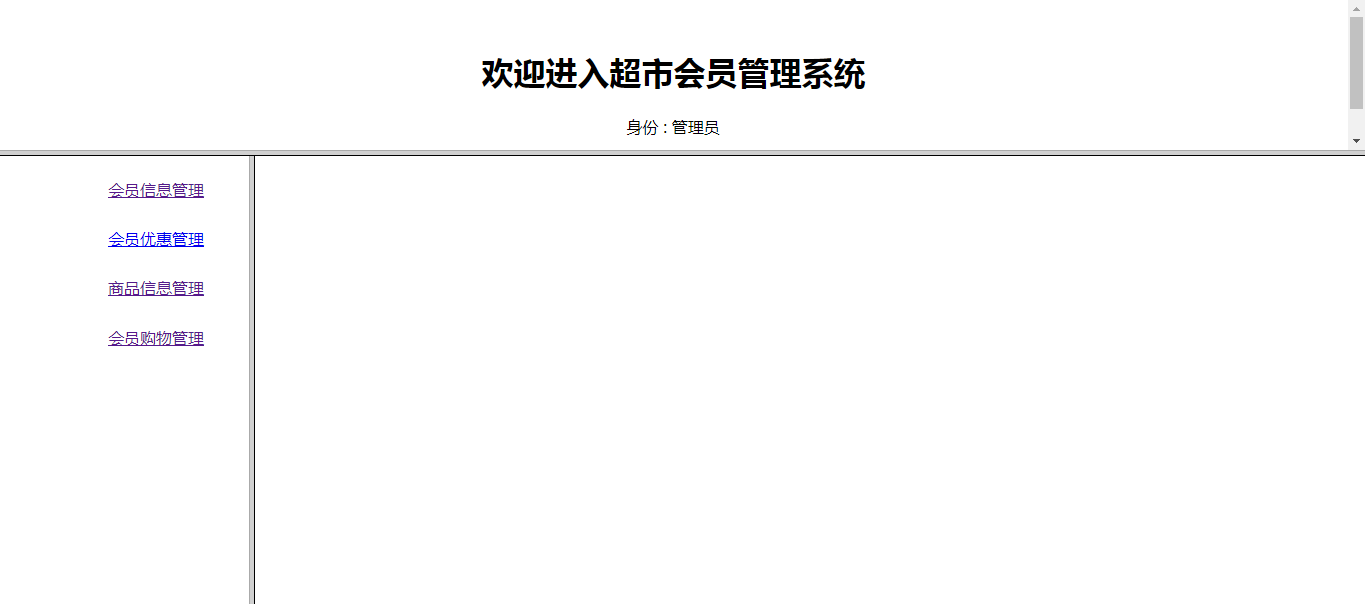 欢迎进入超市会员管理系统
身份 : 管理员
会员信息管理
会员优惠管理
商品信息管理
会员购物管理